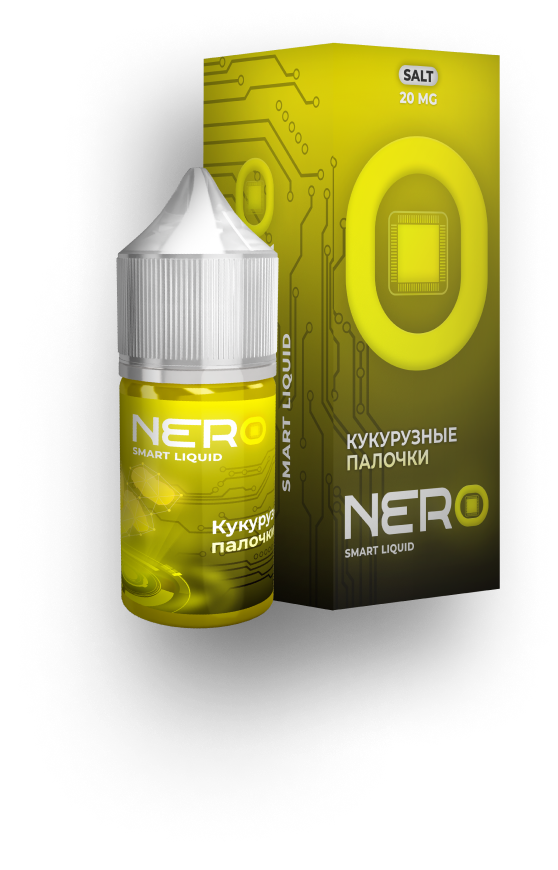 SALT
20 MG
КУКУРУЗНЫЕ
ПАЛОЧКИ
NERO
SMART LIQUID
SMART LIQUID
NERO
SMART LIQUID
Кукуруз
палочки